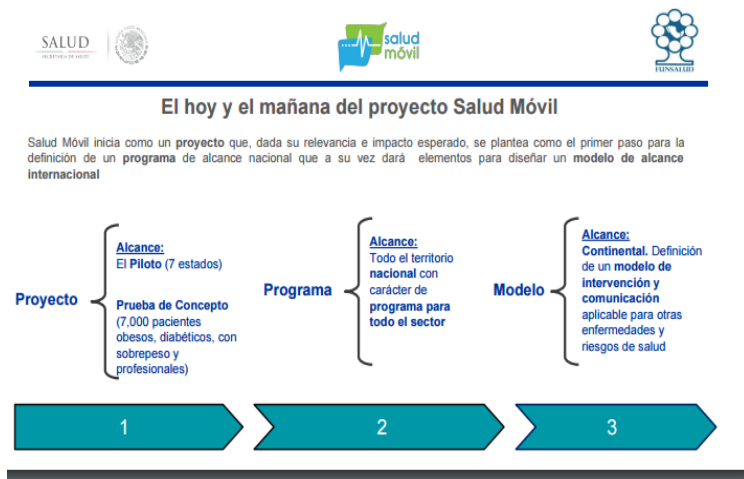 SALUD
SECRETARÍA DE SALUD
salud
móvil
FUNSALUD
El hoy y el mañana del proyecto Salud Móvil
Salud Móvil inicia como un proyecto que, dada su relevancia e impacto esperado, se plantea como el primer paso para la
definición de un programa de alcance nacional que a su vez dará elementos para diseñar un modelo de alcance
internacional
Proyecto
Alcance:
El Piloto (7 estados)
Prueba de Concepto
(7,000 pacientes
obesos, diabéticos, con
sobrepeso y
profesionales)
Programa
Alcance:
Todo el territorio
nacional con
carácter de
programa para
todo el sector
Modelo
Alcance:
Continental. Definición
de un modelo de
intervención y
comunicación
aplicable para otras
enfermedades y
riesgos de salud
1
2
3